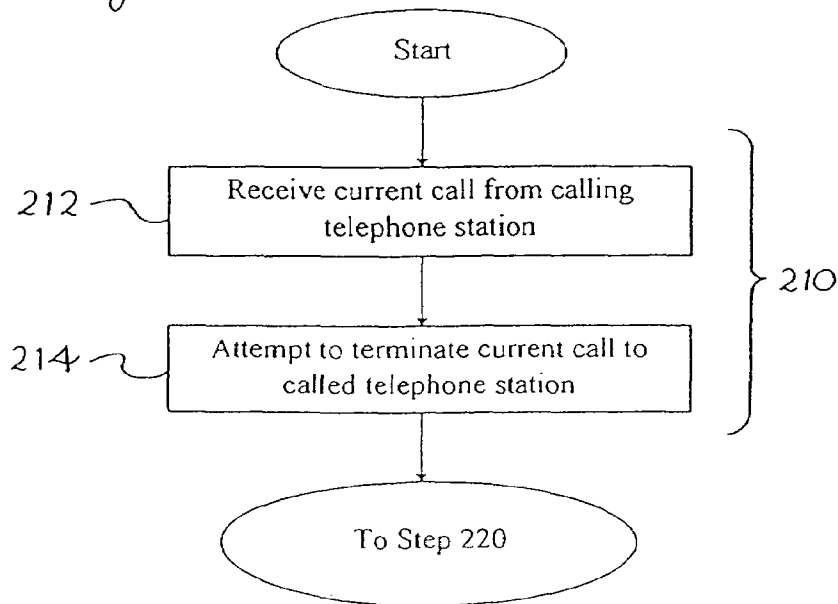 Start
212
Receive current call from calling
telephone station
210
214
Attempt to terminate current call to
called telephone station
To Step 220